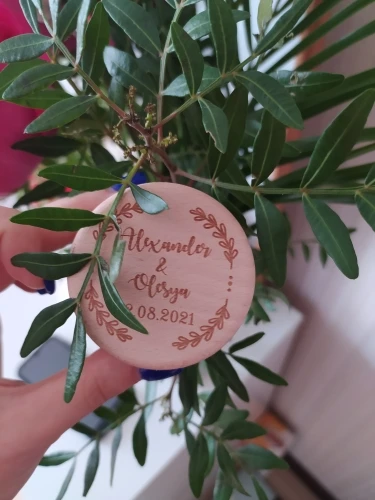 Alexander
&
Olesya
.08.2021